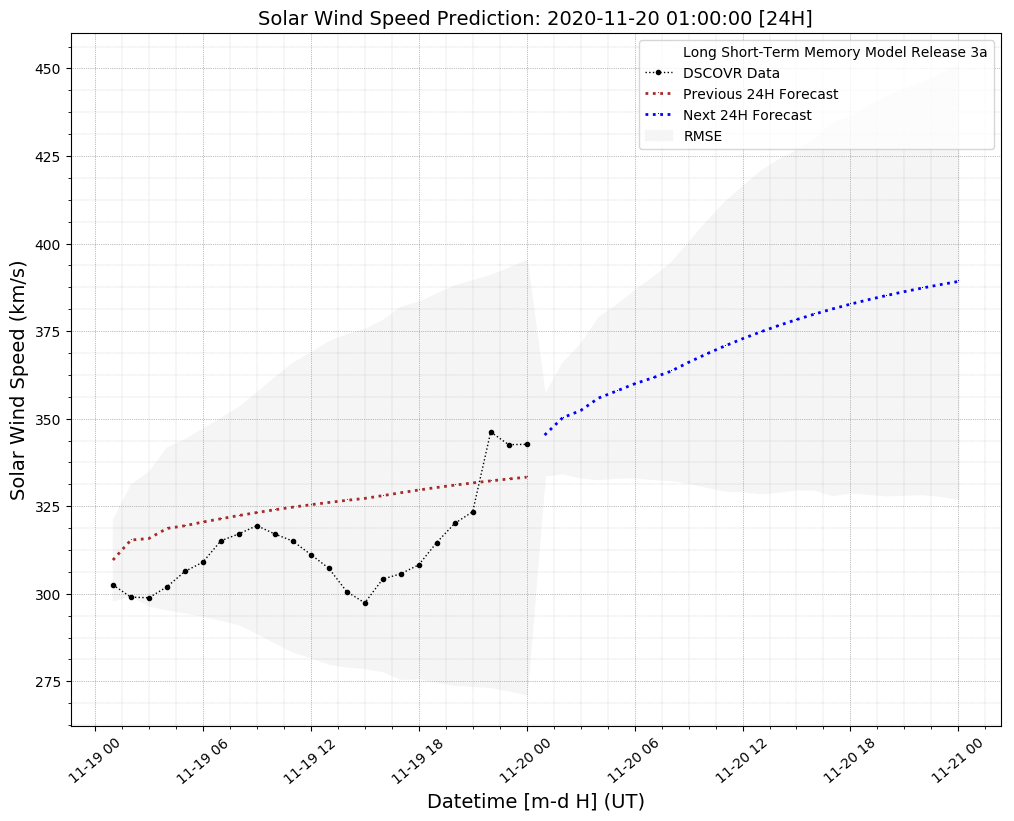 Solar Wind Speed Prediction: 2020-11-20 01:00:00 [24H]
Long Short-Term Memory Model Release 3a
DSCOVR Data
Previous 24H Forecast
Next 24H Forecast
RMSE
Solar Wind Speed (km/s)
450
425
400
375
350
325
300
275
11-19 00
11-19 06
11-19 12
11-19 18
11-20 00
11-20 06
11-20 12
11-20 18
11-21 00
Datetime [m-d H] (UT)